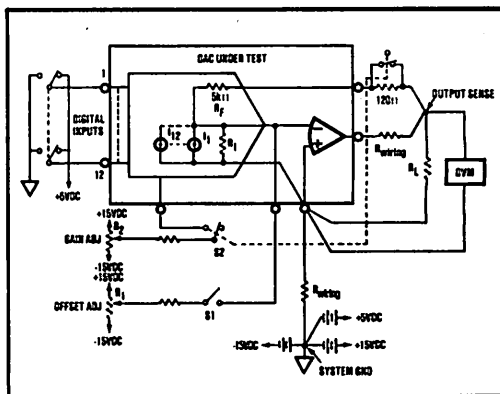 DAC UNDER TEST
1
DIGITAL INPUTS
12
+5VDC
5kΩ
Rf
I12
I1
R1
120Ω
OUTPUT SENSE
Rwiring
RL
DVM
+15VDC
R2
GAIN ADJ
-15VDC
S2
+15VDC
R1
OFFSET ADJ
-15VDC
S1
Rwiring
+5VDC
-15VDC
+15VDC
SYSTEM GND